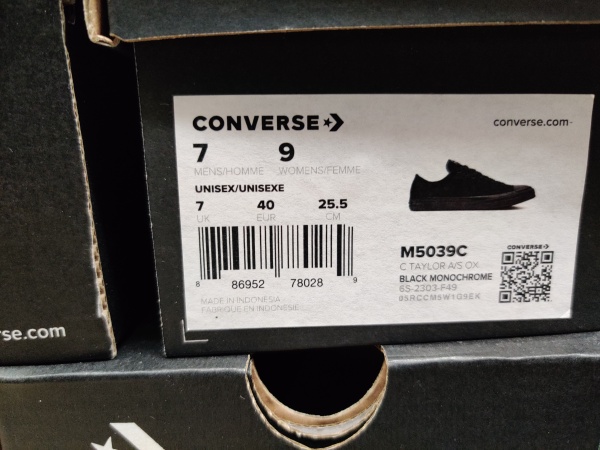 CONVERSE
converse.com
7 9
MENS/HOMME WOMENS/FEMME
UNISEX/UNISEXE
7 40 25.5
UK EUR CM
8 86952 78028 9
MADE IN INDONESIA
FABRIQUÉ EN INDONÉSIE
M5039C
C TAYLOR A/S OX
BLACK MONOCHROME
6S-2303-F49
CONVERSE
rse.com